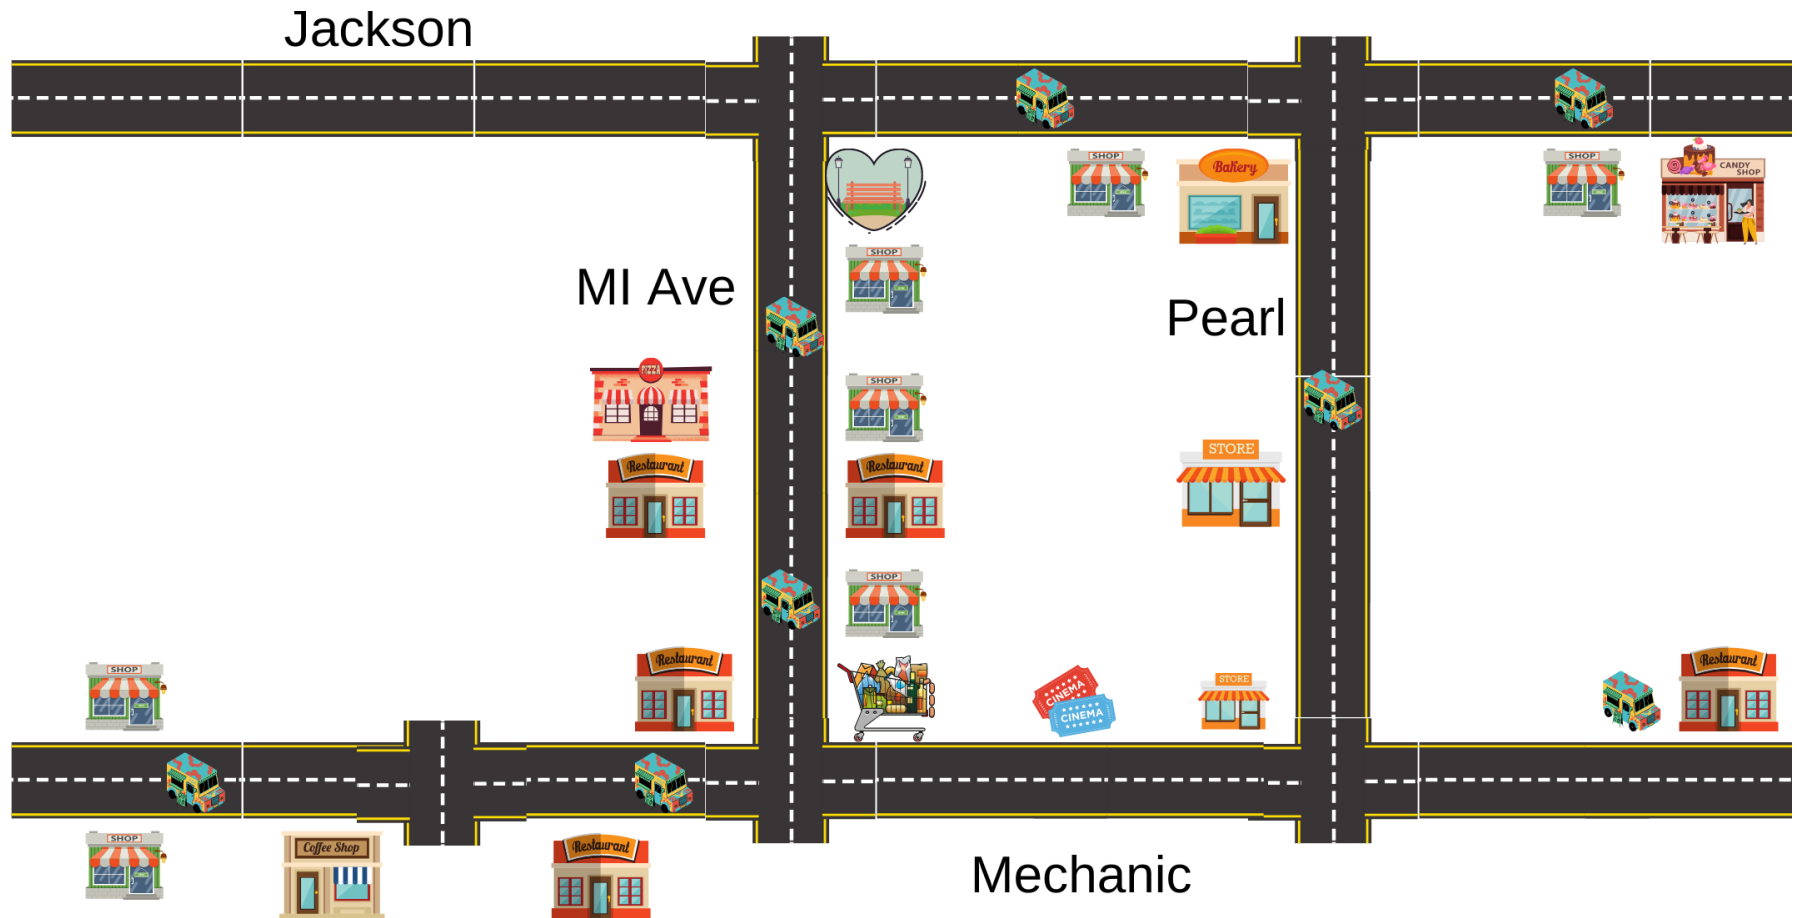 Jackson
SHOP
Bakery
SHOP
CANDY
SHOP
SHOP
MI Ave
Pearl
PIZZA
SHOP
STORE
Restaurant
Restaurant
SHOP
SHOP
Restaurant
CINEMA
CINEMA
STORE
Restaurant
SHOP
Coffee Shop
Restaurant
Mechanic